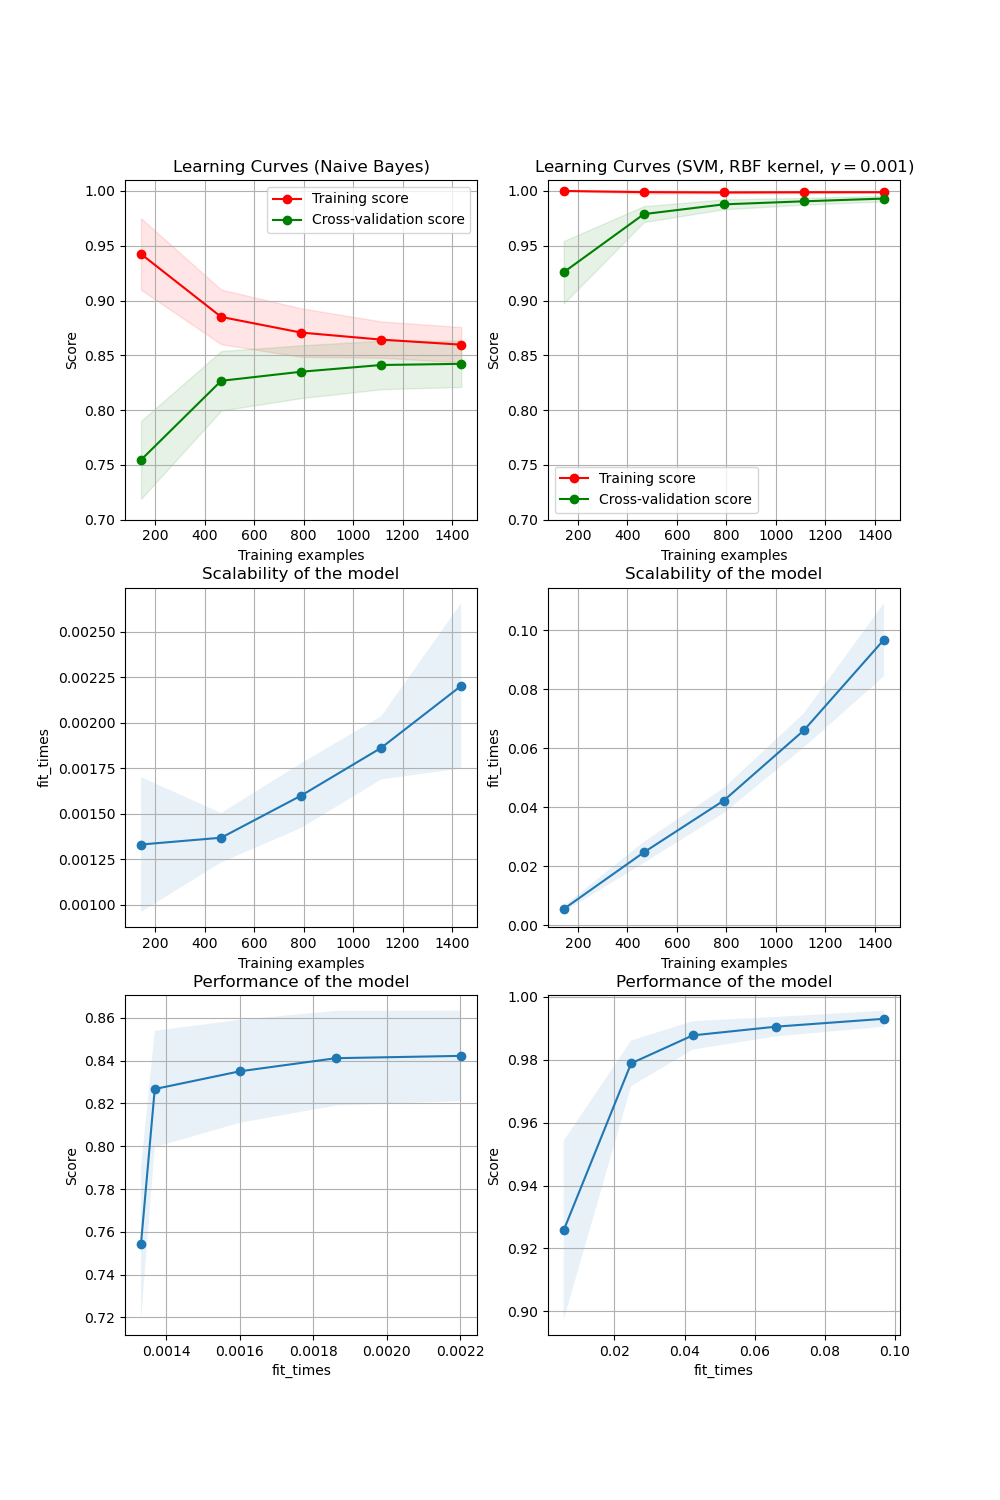 Learning Curves (Naive Bayes)
1.00
0.95
0.90
0.85
0.80
0.75
0.70
Score
Training score
Cross-validation score
200 400 600 800 1000 1200 1400
Training examples
Learning Curves (SVM, RBF kernel, γ = 0.001)
1.00
0.95
0.90
0.85
0.80
0.75
0.70
Score
Training score
Cross-validation score
200 400 600 800 1000 1200 1400
Training examples
Scalability of the model
0.00250
0.00225
0.00200
0.00175
0.00150
0.00125
0.00100
fit_times
200 400 600 800 1000 1200 1400
Training examples
Scalability of the model
0.10
0.08
0.06
0.04
0.02
0.00
fit_times
200 400 600 800 1000 1200 1400
Training examples
Performance of the model
0.86
0.84
0.82
0.80
0.78
0.76
0.74
0.72
Score
0.0014 0.0016 0.0018 0.0020 0.0022
fit_times
Performance of the model
1.00
0.98
0.96
0.94
0.92
0.90
Score
0.02 0.04 0.06 0.08 0.10
fit_times